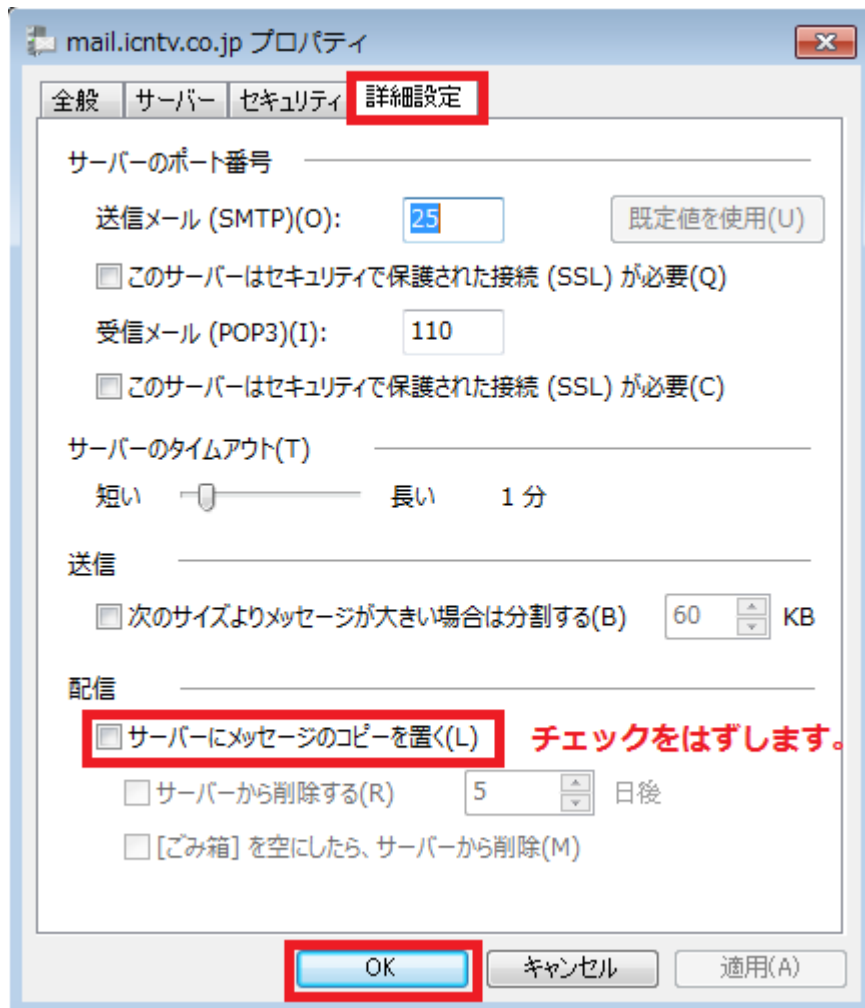 mail.icntv.co.jp プロパティ
全般 サーバー セキュリティ 詳細設定
サーバーのポート番号
送信メール (SMTP)(O): 25 既定値を使用(U)
このサーバーはセキュリティで保護された接続 (SSL) が必要(Q)
受信メール (POP3)(I): 110
このサーバーはセキュリティで保護された接続 (SSL) が必要(C)
サーバーのタイムアウト(T)
短い 長い 1 分
送信
次のサイズよりメッセージが大きい場合は分割する(B) 60 KB
配信
サーバーにメッセージのコピーを置く(L) チェックをはずします。
サーバーから削除する(R) 5 日後
[ごみ箱] を空にしたら、サーバーから削除(M)
OK キャンセル 適用(A)